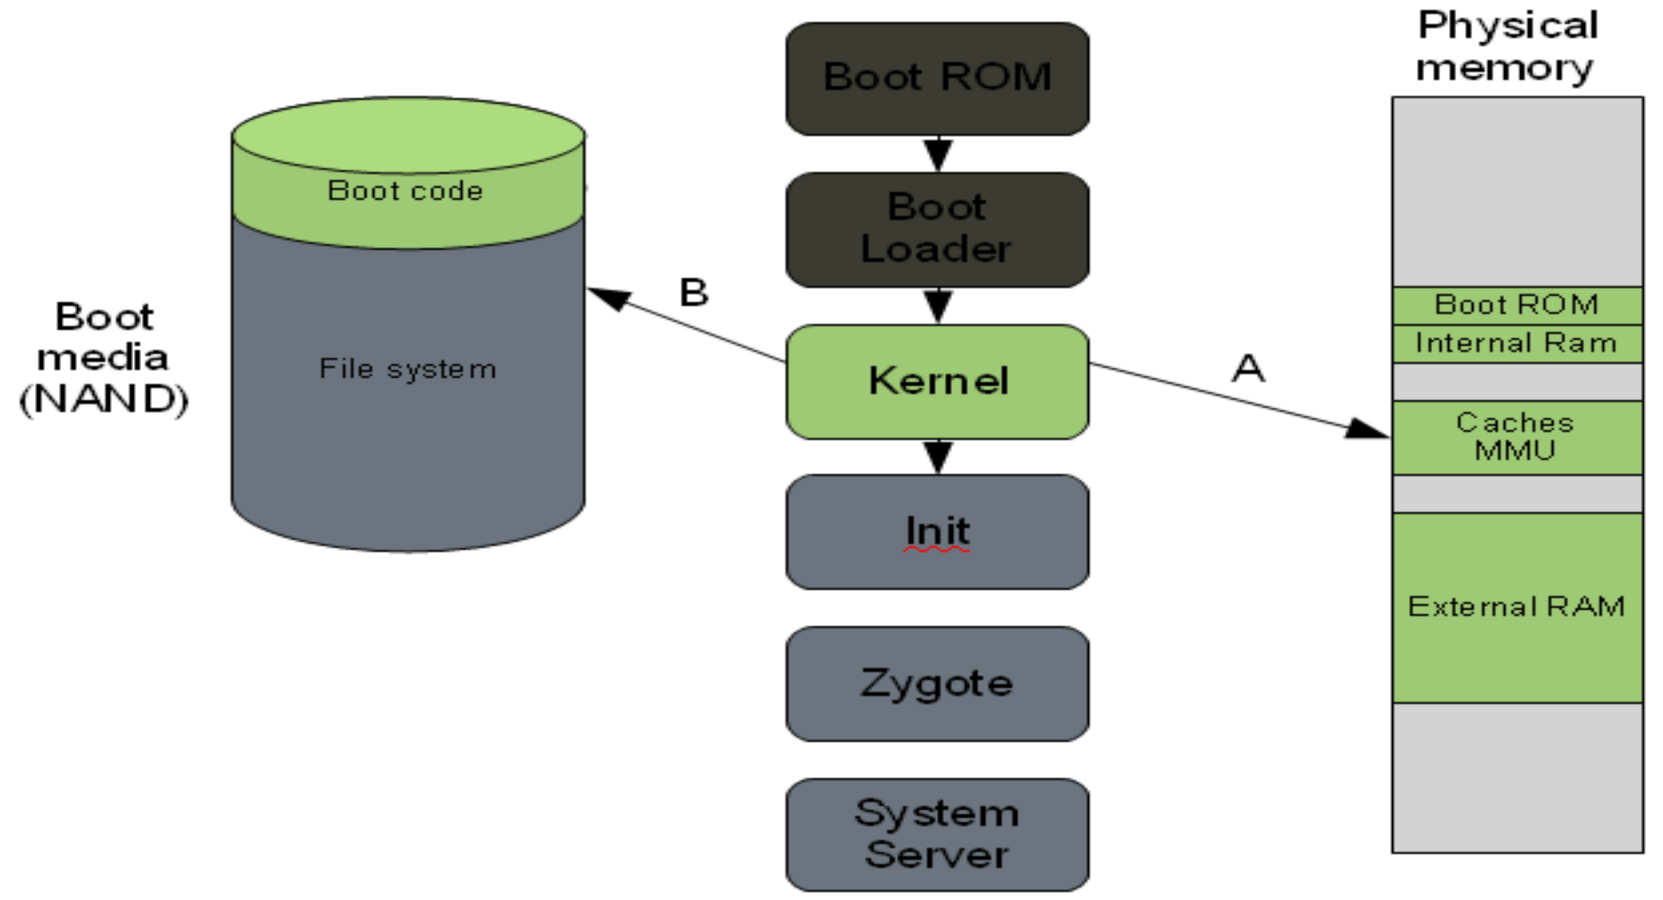 Boot ROM
Boot
Loader
Kernel
Init
Zygote
System
Server
Boot
media
(NAND)
Boot code
File system
B
A
Physical
memory
Boot ROM
Internal Ram
Caches
MMU
External RAM